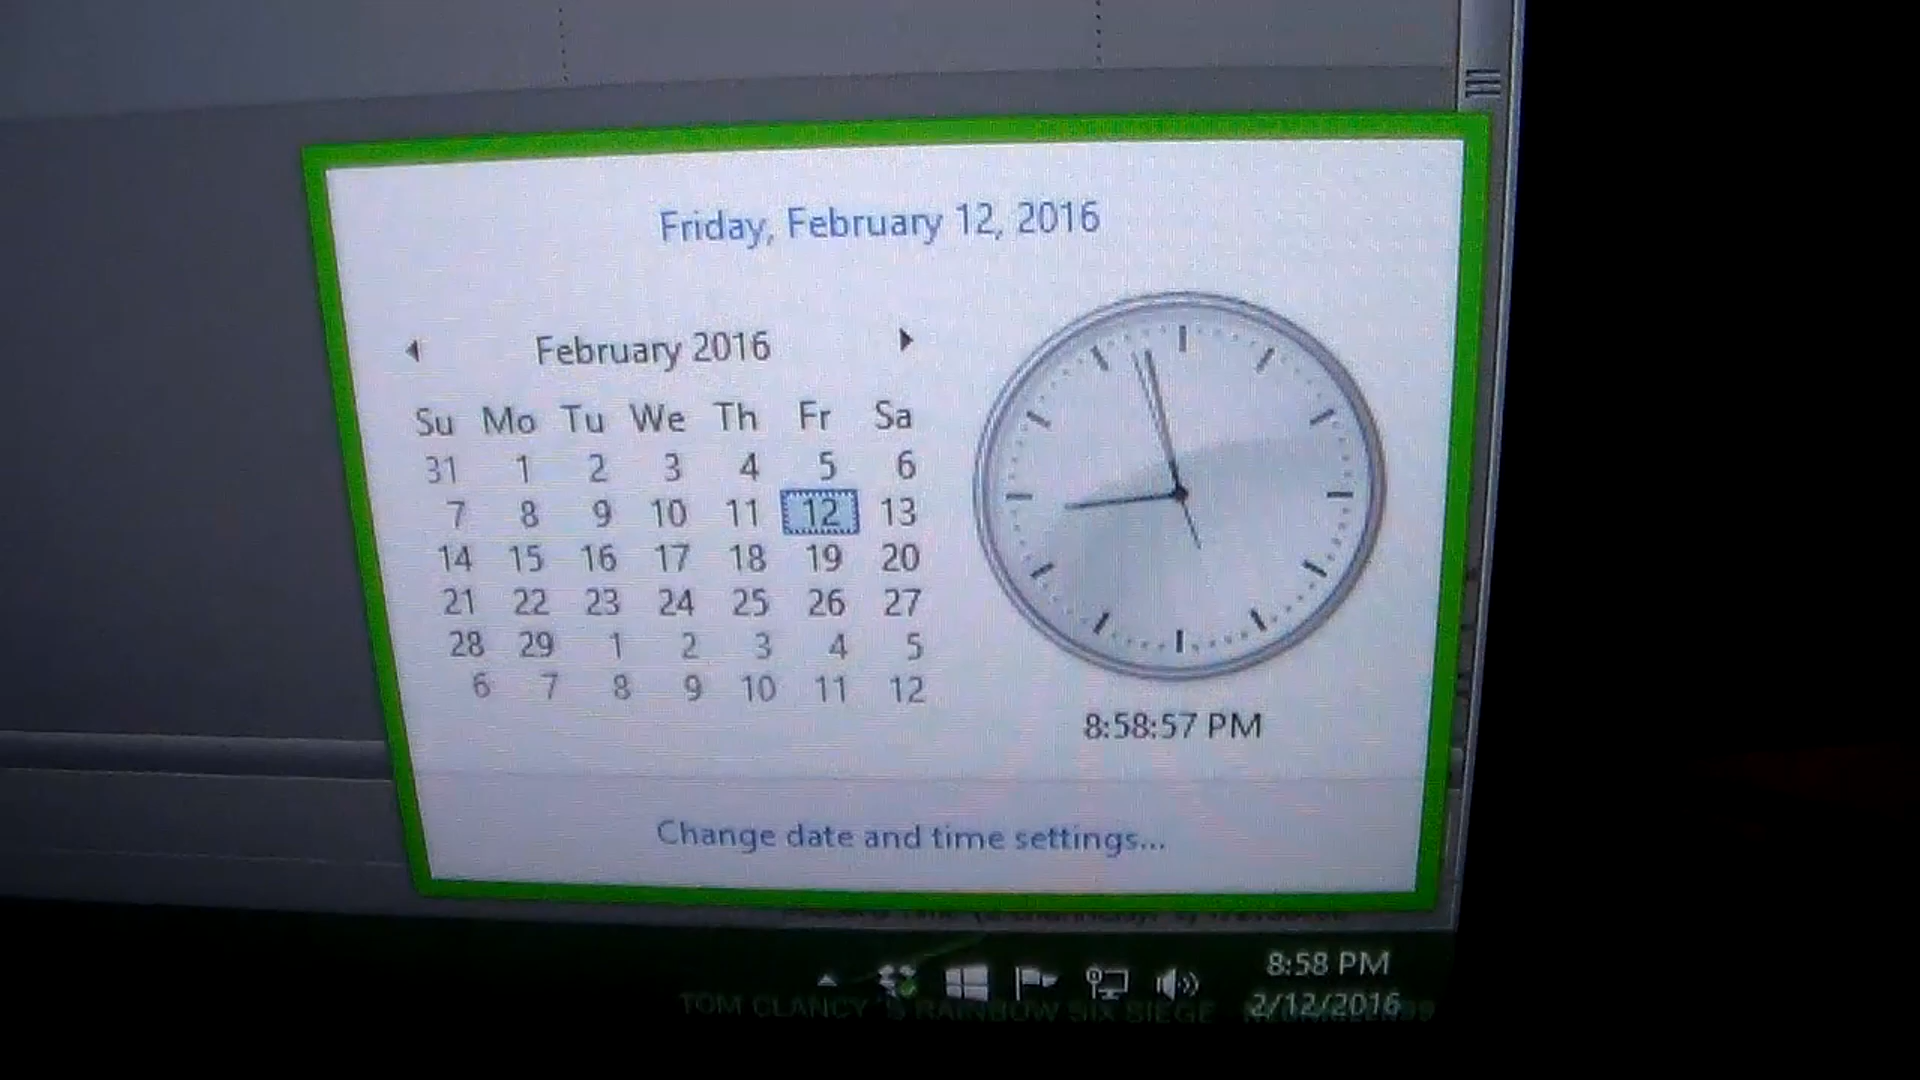 Friday, February 12, 2016
February 2016
Su Mo Tu We Th Fr Sa
31 1 2 3 4 5 6
7 8 9 10 11 12 13
14 15 16 17 18 19 20
21 22 23 24 25 26 27
28 29 1 2 3 4 5
6 7 8 9 10 11 12
8:58:57 PM
Change date and time settings...
8:58 PM
2/12/2016
TOM CLANCY'S RAINBOW SIX SIEGE